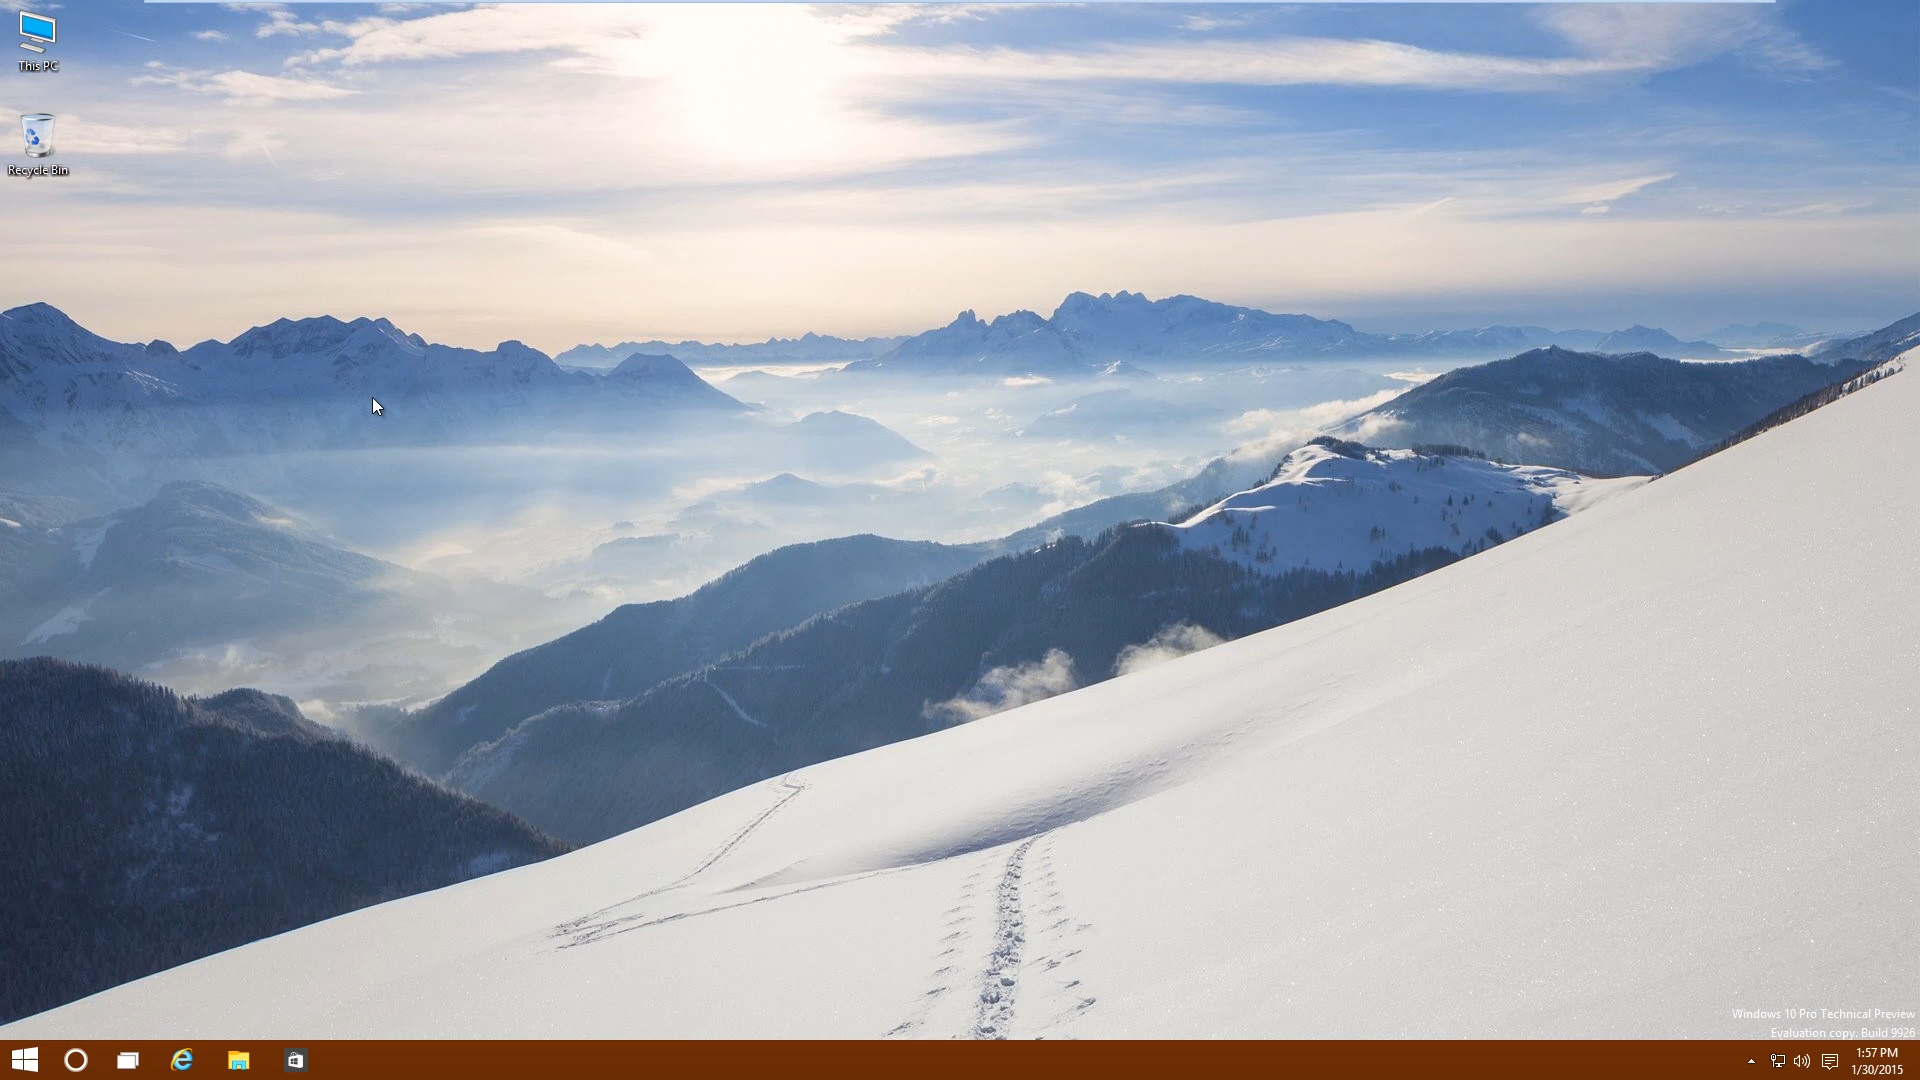 This PC
Recycle Bin
Windows 10 Pro Technical Preview
Evaluation copy. Build 9926
1:57 PM
1/30/2015